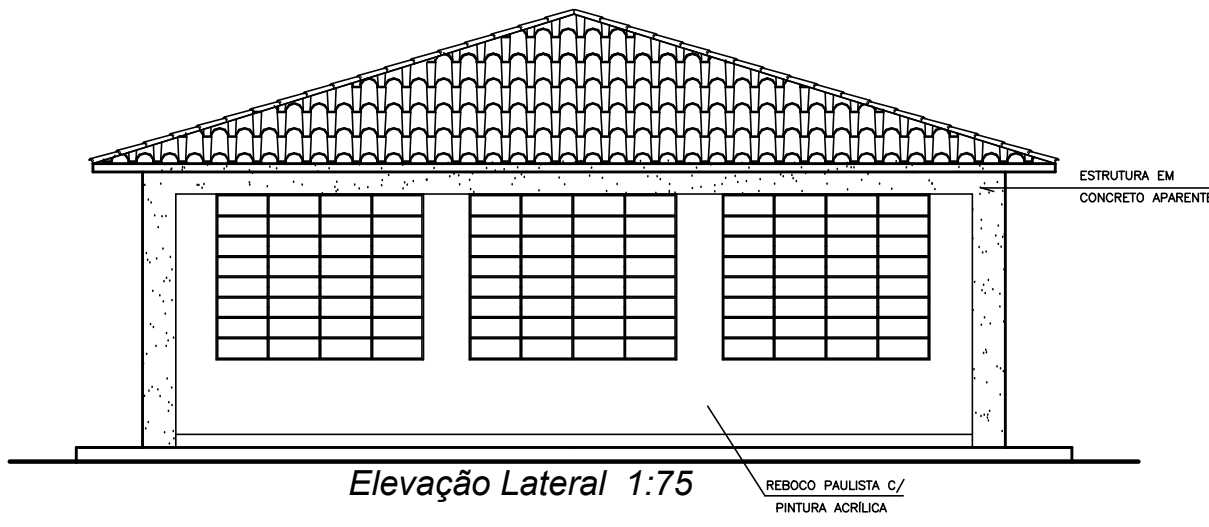 ESTRUTURA EM
CONCRETO APARENTE
Elevação Lateral 1:75
REBOCO PAULISTA C/
PINTURA ACRÍLICA